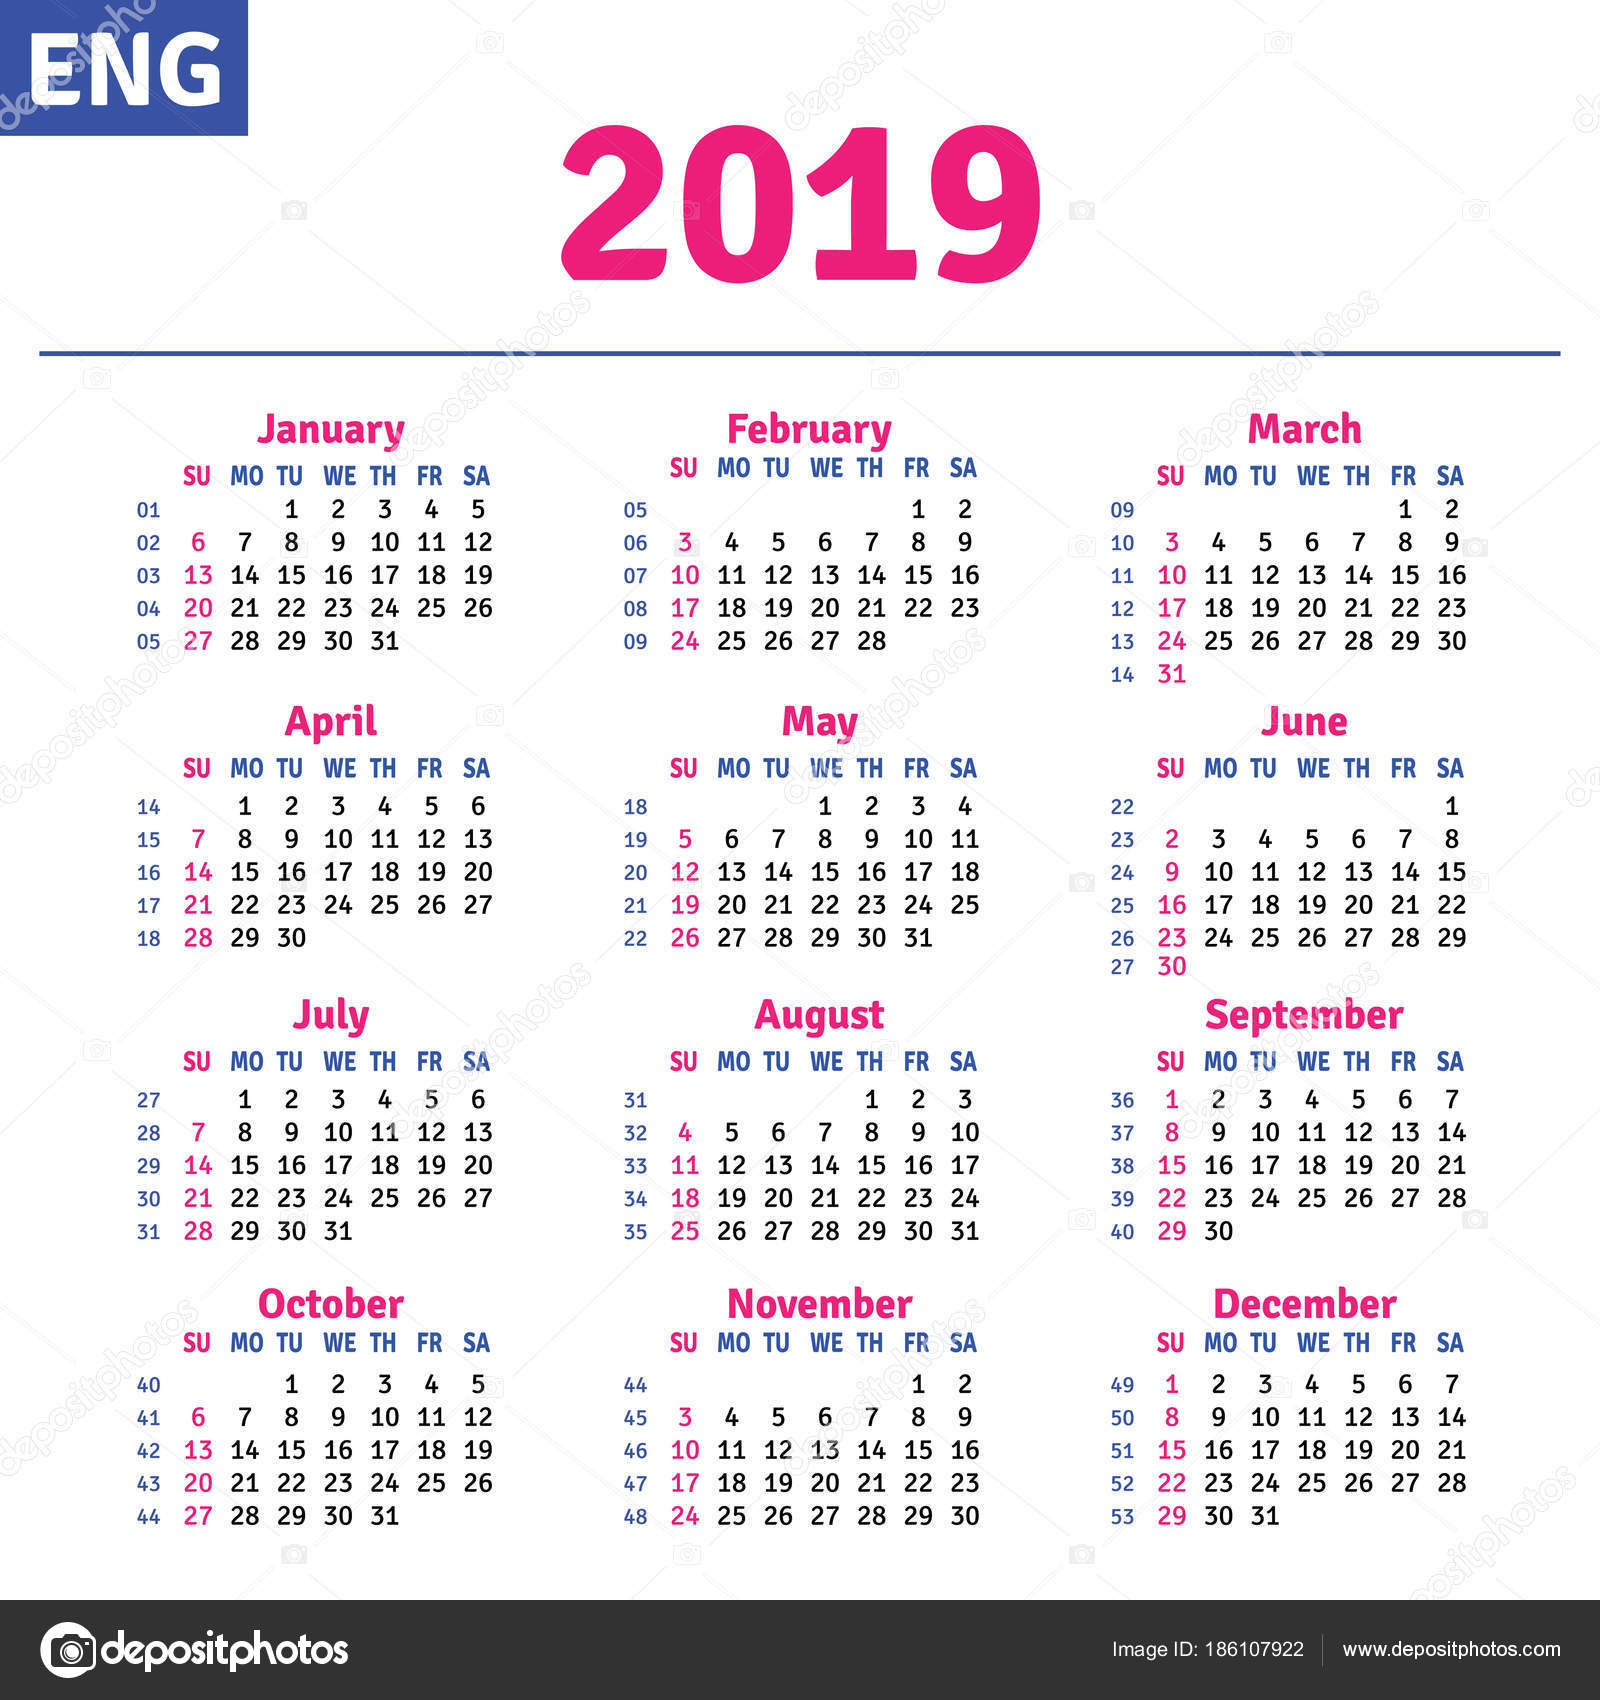 ENG
2019
January
SU MO TU WE TH FR SA
01 1 2 3 4 5
02 6 7 8 9 10 11 12
03 13 14 15 16 17 18 19
04 20 21 22 23 24 25 26
05 27 28 29 30 31
February
SU MO TU WE TH FR SA
05 1 2
06 3 4 5 6 7 8 9
07 10 11 12 13 14 15 16
08 17 18 19 20 21 22 23
09 24 25 26 27 28
March
SU MO TU WE TH FR SA
09 1 2
10 3 4 5 6 7 8 9
11 10 11 12 13 14 15 16
12 17 18 19 20 21 22 23
13 24 25 26 27 28 29 30
14 31
April
SU MO TU WE TH FR SA
14 1 2 3 4 5 6
15 7 8 9 10 11 12 13
16 14 15 16 17 18 19 20
17 21 22 23 24 25 26 27
18 28 29 30
May
SU MO TU WE TH FR SA
18 1 2 3 4
19 5 6 7 8 9 10 11
20 12 13 14 15 16 17 18
21 19 20 21 22 23 24 25
22 26 27 28 29 30 31
June
SU MO TU WE TH FR SA
22 1
23 2 3 4 5 6 7 8
24 9 10 11 12 13 14 15
25 16 17 18 19 20 21 22
26 23 24 25 26 27 28 29
27 30
July
SU MO TU WE TH FR SA
27 1 2 3 4 5 6
28 7 8 9 10 11 12 13
29 14 15 16 17 18 19 20
30 21 22 23 24 25 26 27
31 28 29 30 31
August
SU MO TU WE TH FR SA
31 1 2 3
32 4 5 6 7 8 9 10
33 11 12 13 14 15 16 17
34 18 19 20 21 22 23 24
35 25 26 27 28 29 30 31
September
SU MO TU WE TH FR SA
36 1 2 3 4 5 6 7
37 8 9 10 11 12 13 14
38 15 16 17 18 19 20 21
39 22 23 24 25 26 27 28
40 29 30
October
SU MO TU WE TH FR SA
40 1 2 3 4 5
41 6 7 8 9 10 11 12
42 13 14 15 16 17 18 19
43 20 21 22 23 24 25 26
44 27 28 29 30 31
November
SU MO TU WE TH FR SA
44 1 2
45 3 4 5 6 7 8 9
46 10 11 12 13 14 15 16
47 17 18 19 20 21 22 23
48 24 25 26 27 28 29 30
December
SU MO TU WE TH FR SA
49 1 2 3 4 5 6 7
50 8 9 10 11 12 13 14
51 15 16 17 18 19 20 21
52 22 23 24 25 26 27 28
53 29 30 31
depositphotos
Image ID: 186107922 www.depositphotos.com